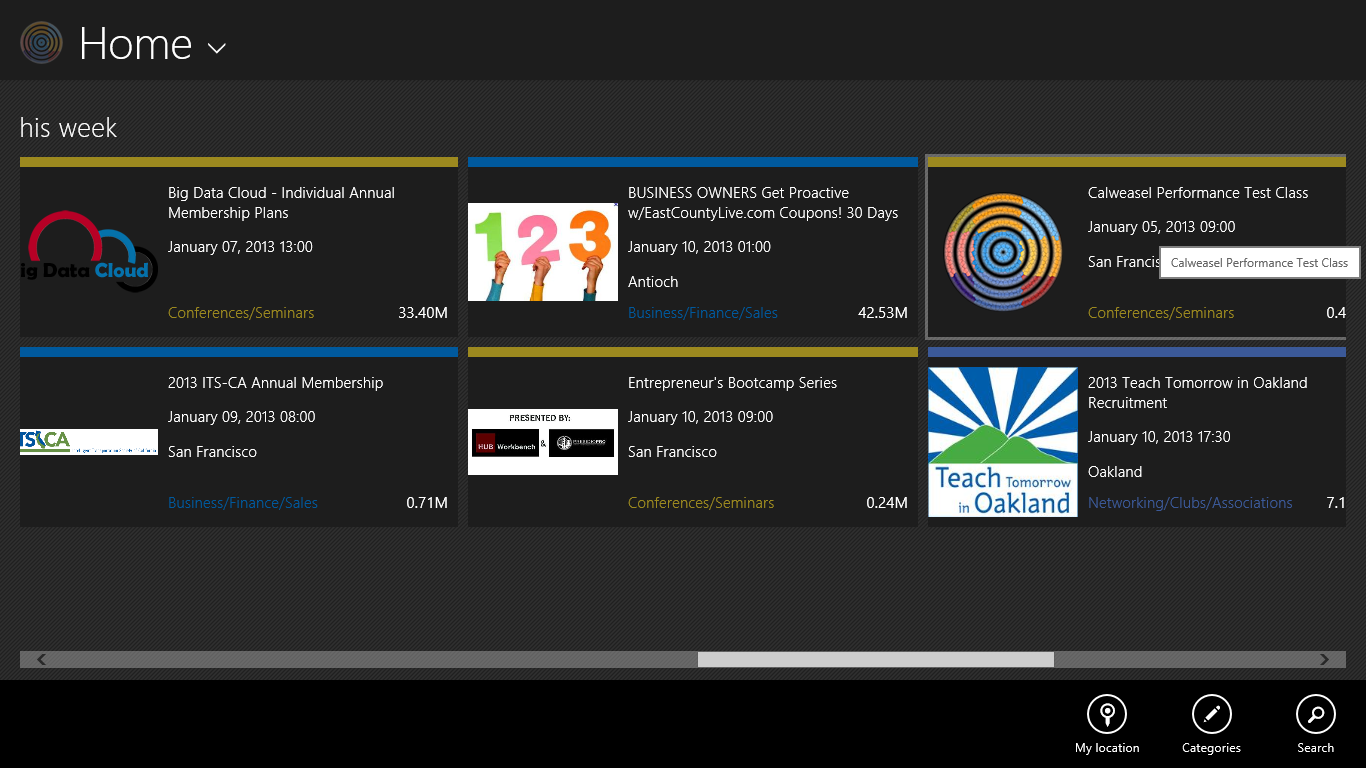 Home
his week
Big Data Cloud - Individual Annual
Membership Plans
January 07, 2013 13:00
ig Data Cloud
Conferences/Seminars
33.40M
BUSINESS OWNERS Get Proactive
w/EastCountyLive.com Coupons! 30 Days
January 10, 2013 01:00
123
Antioch
Business/Finance/Sales
42.53M
Calweasel Performance Test Class
January 05, 2013 09:00
San Francis
Calweasel Performance Test Class
Conferences/Seminars
0.4
2013 ITS-CA Annual Membership
January 09, 2013 08:00
TS CA
San Francisco
Business/Finance/Sales
0.71M
Entrepreneur's Bootcamp Series
January 10, 2013 09:00
PRESENTED BY:
HUB Workbench &
San Francisco
Conferences/Seminars
0.24M
2013 Teach Tomorrow in Oakland
Recruitment
January 10, 2013 17:30
Teach Tomorrow
in Oakland
Oakland
Networking/Clubs/Associations
7.1
My location
Categories
Search